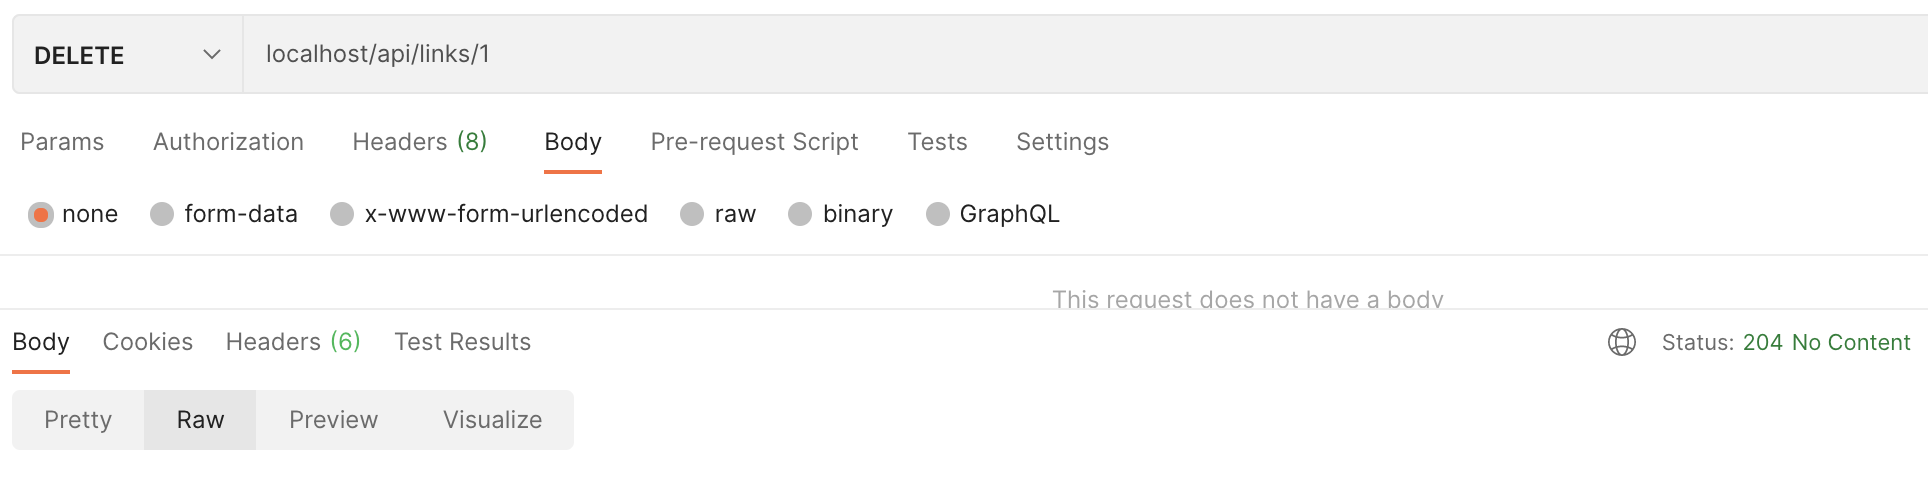 DELETE localhost/api/links/1
Params Authorization Headers (8) Body Pre-request Script Tests Settings
none form-data x-www-form-urlencoded raw binary GraphQL
This request does not have a body
Body Cookies Headers (6) Test Results Status: 204 No Content
Pretty Raw Preview Visualize